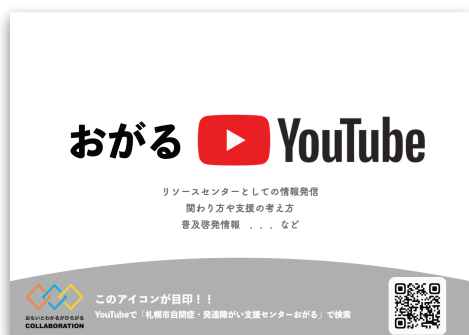 おがる YouTube
リソースセンターとしての情報発信
関わり方や支援の考え方
普及啓発情報 ．．．など
おもいとわかるがひろがる
COLLABORATION
このアイコンが目印！！
YouTubeで「札幌市自閉症・発達障がい支援センターおがる」で検索